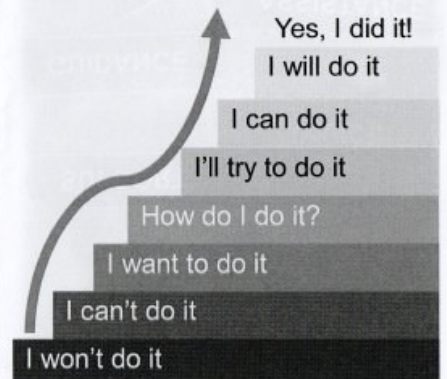 Yes, I did it!
I will do it
I can do it
I'll try to do it
How do I do it?
I want to do it
I can't do it
I won't do it